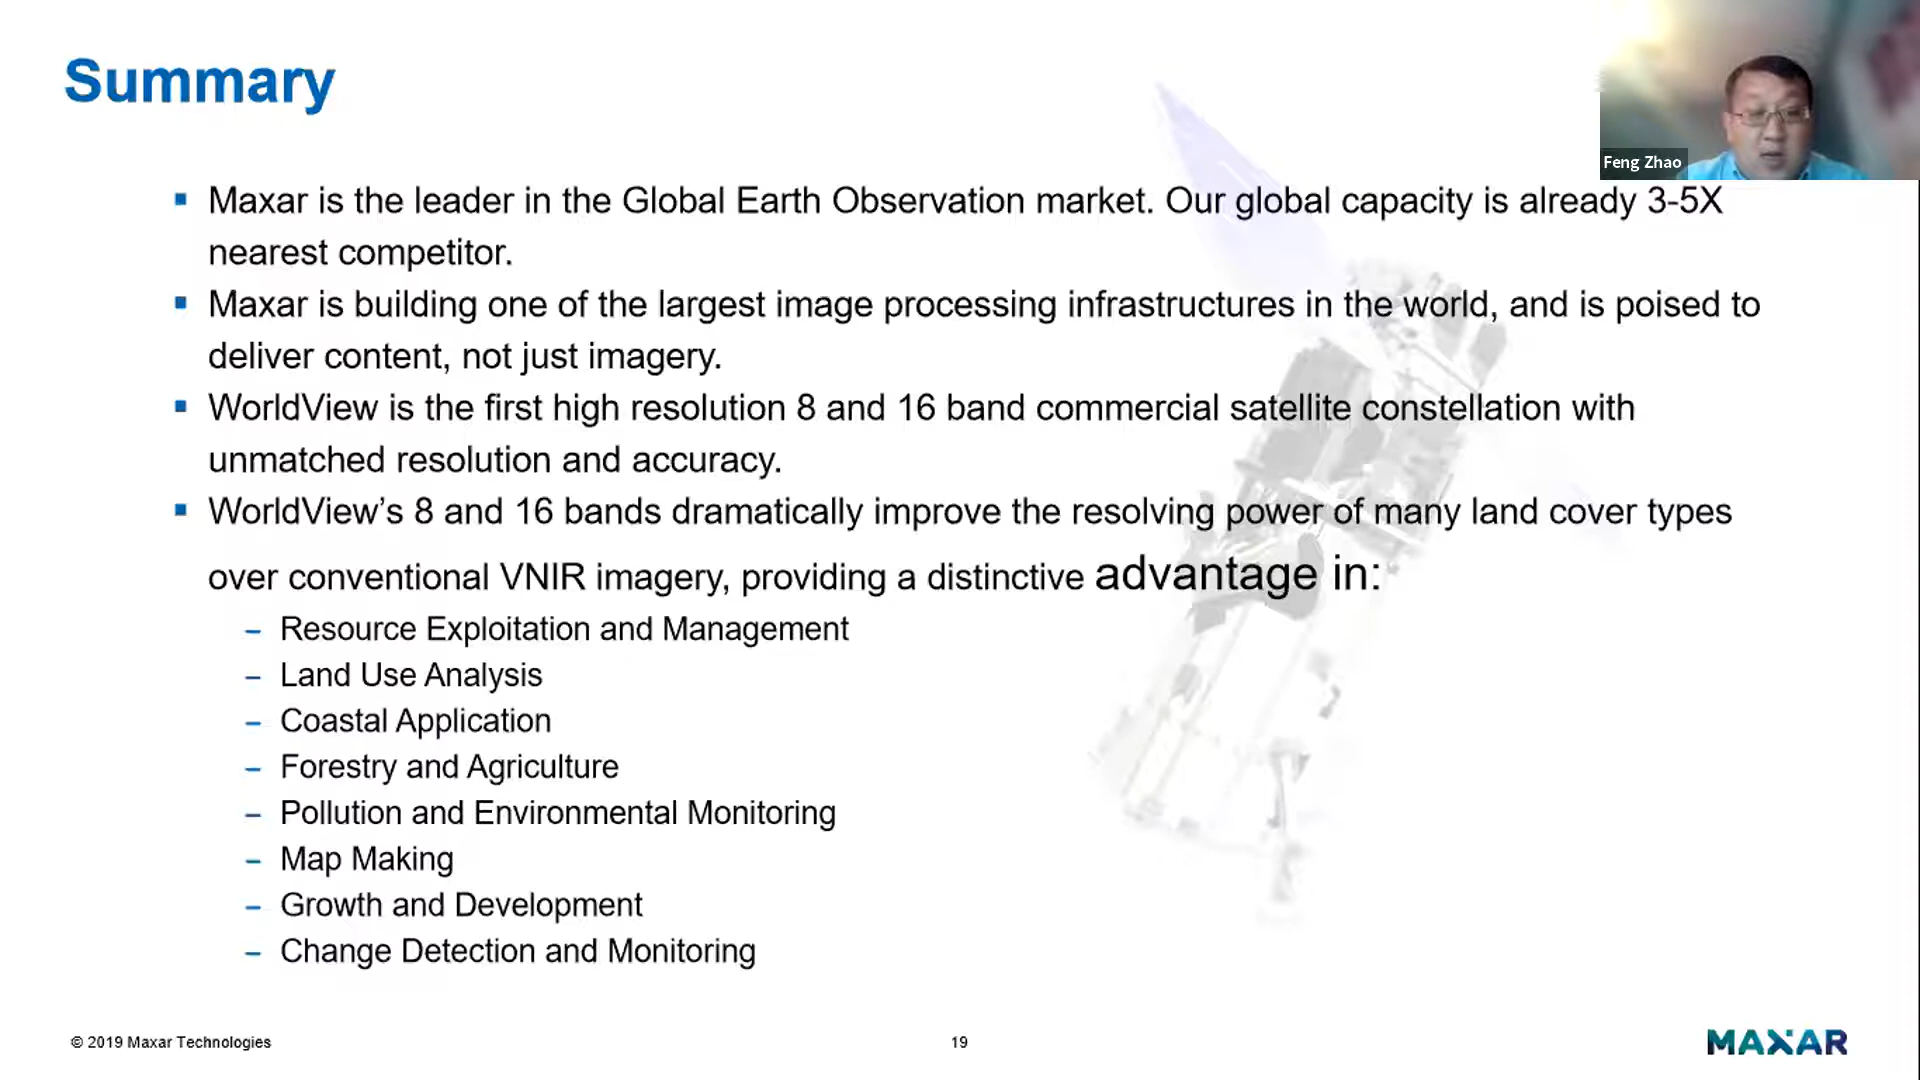 Summary
Feng Zhao
▪ Maxar is the leader in the Global Earth Observation market. Our global capacity is already 3-5X
nearest competitor.
▪ Maxar is building one of the largest image processing infrastructures in the world, and is poised to
deliver content, not just imagery.
▪ WorldView is the first high resolution 8 and 16 band commercial satellite constellation with
unmatched resolution and accuracy.
▪ WorldView’s 8 and 16 bands dramatically improve the resolving power of many land cover types
over conventional VNIR imagery, providing a distinctive advantage in:
– Resource Exploitation and Management
– Land Use Analysis
– Coastal Application
– Forestry and Agriculture
– Pollution and Environmental Monitoring
– Map Making
– Growth and Development
– Change Detection and Monitoring
© 2019 Maxar Technologies
19
MAXAR